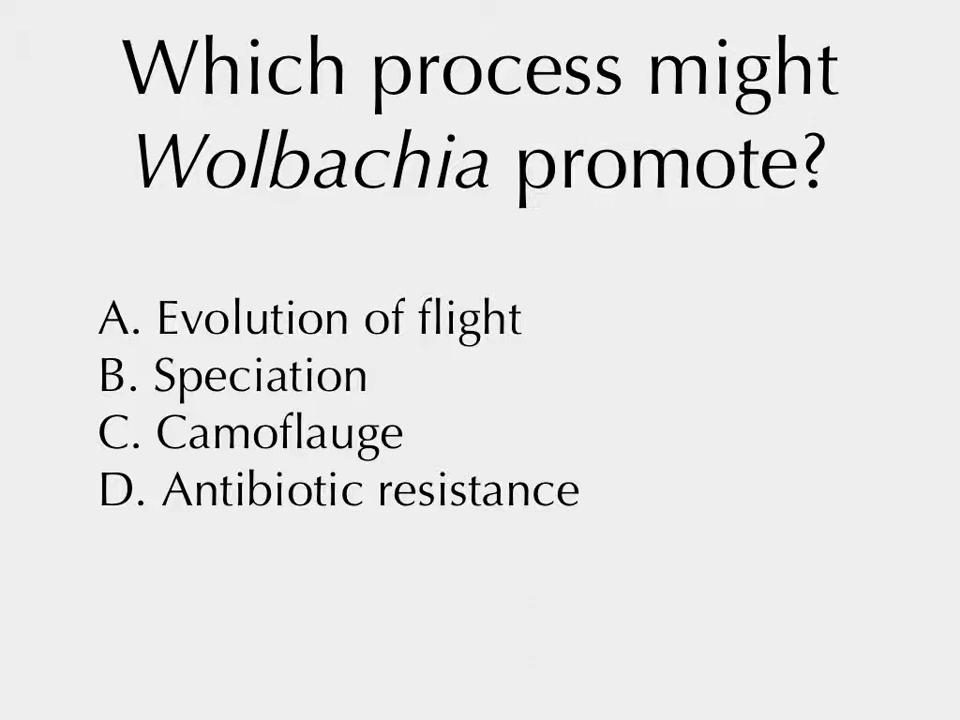 Which process might
Wolbachia promote?
A. Evolution of flight
B. Speciation
C. Camoflauge
D. Antibiotic resistance